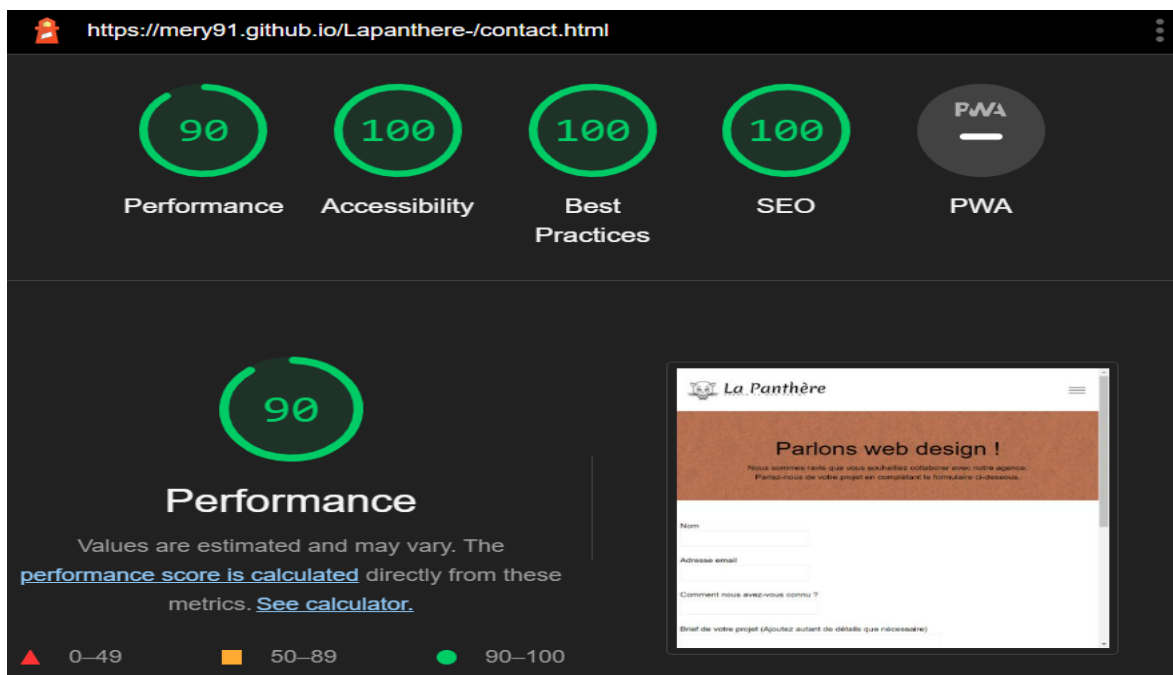 https://mery91.github.io/Lapanthere-/contact.html
90
100
100
100
PWA
Performance
Accessibility
Best
Practices
SEO
PWA
90
Performance
Values are estimated and may vary. The
performance score is calculated directly from these
metrics. See calculator.
0–49
50–89
90–100
La Panthère
Parlons web design !
Nous sommes ravis que vous souhaitiez collaborer avec notre agence.
Parlez-nous de votre projet en complétant le formulaire ci-dessous.
Nom
Adresse email
Comment nous avez-vous connu ?
Brief de votre projet (Ajoutez autant de détails que nécessaire)